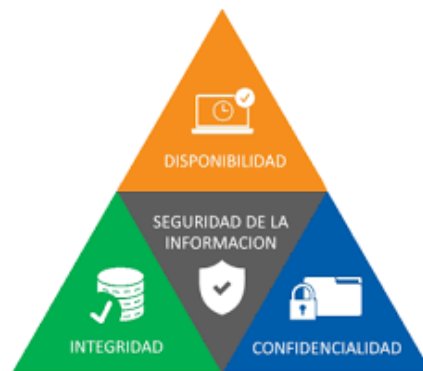 DISPONIBILIDAD
SEGURIDAD DE LA
INFORMACION
INTEGRIDAD
CONFIDENCIALIDAD